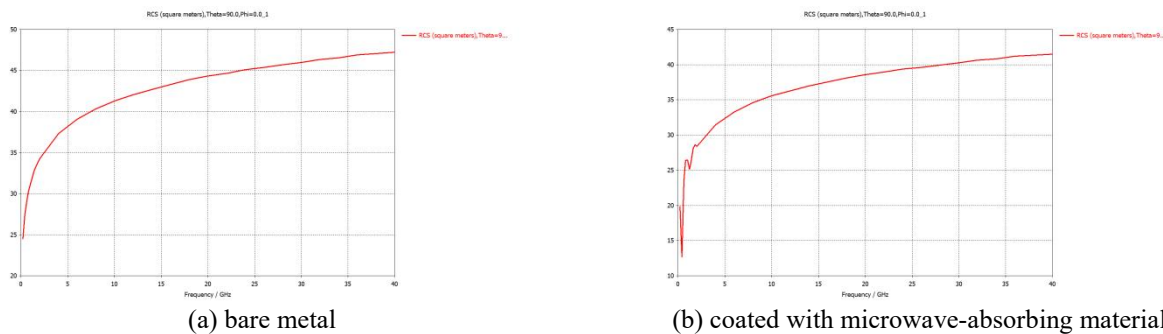 RCS (square meters),Theta=90.0,Phi=0.0_1
50
45
40
35
30
25
20
0 5 10 15 20 25 30 35 40
Frequency / GHz
RCS (square meters),Theta=9...
(a) bare metal
RCS (square meters),Theta=90.0,Phi=0.0_1
45
40
35
30
25
20
15
10
0 5 10 15 20 25 30 35 40
Frequency / GHz
RCS (square meters),Theta=9...
(b) coated with microwave-absorbing material